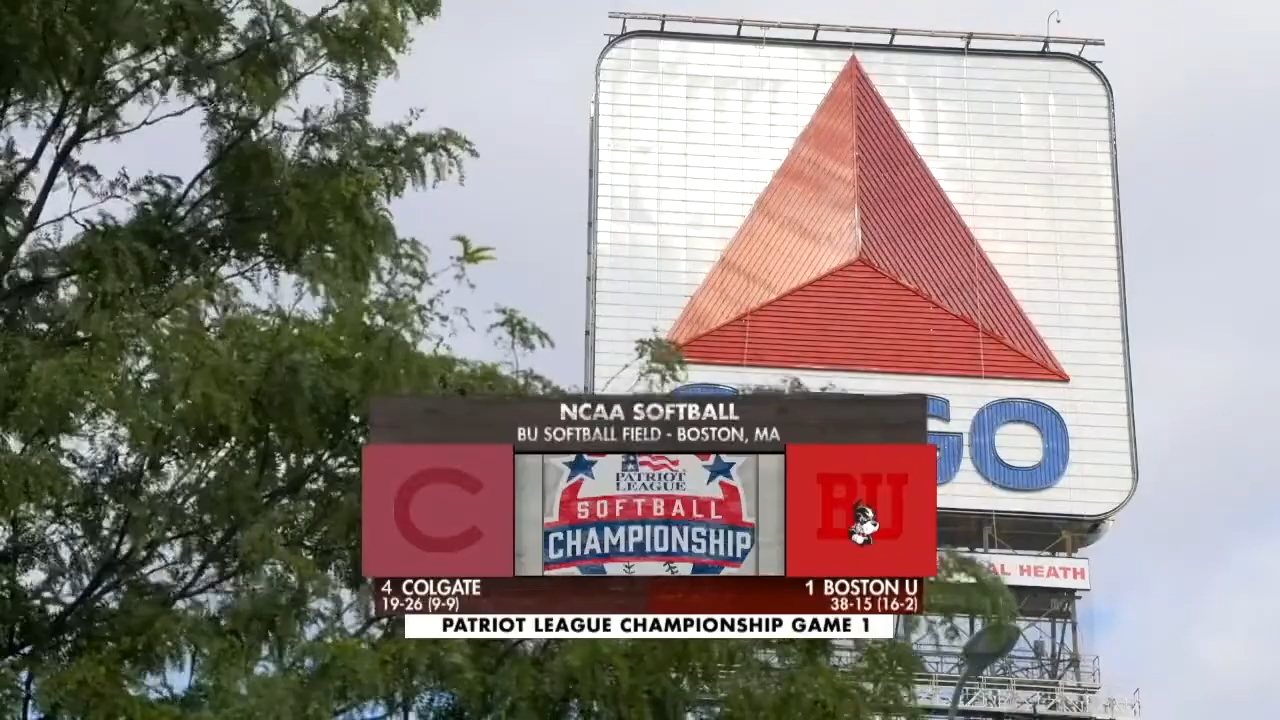 NCAA SOFTBALL
BU SOFTBALL FIELD - BOSTON, MA
C
PATRIOT
LEAGUE
SOFTBALL
CHAMPIONSHIP
BU
4 COLGATE
19-26 (9-9)
1 BOSTON U
38-15 (16-2)
PATRIOT LEAGUE CHAMPIONSHIP GAME 1
GO
AL HEATH